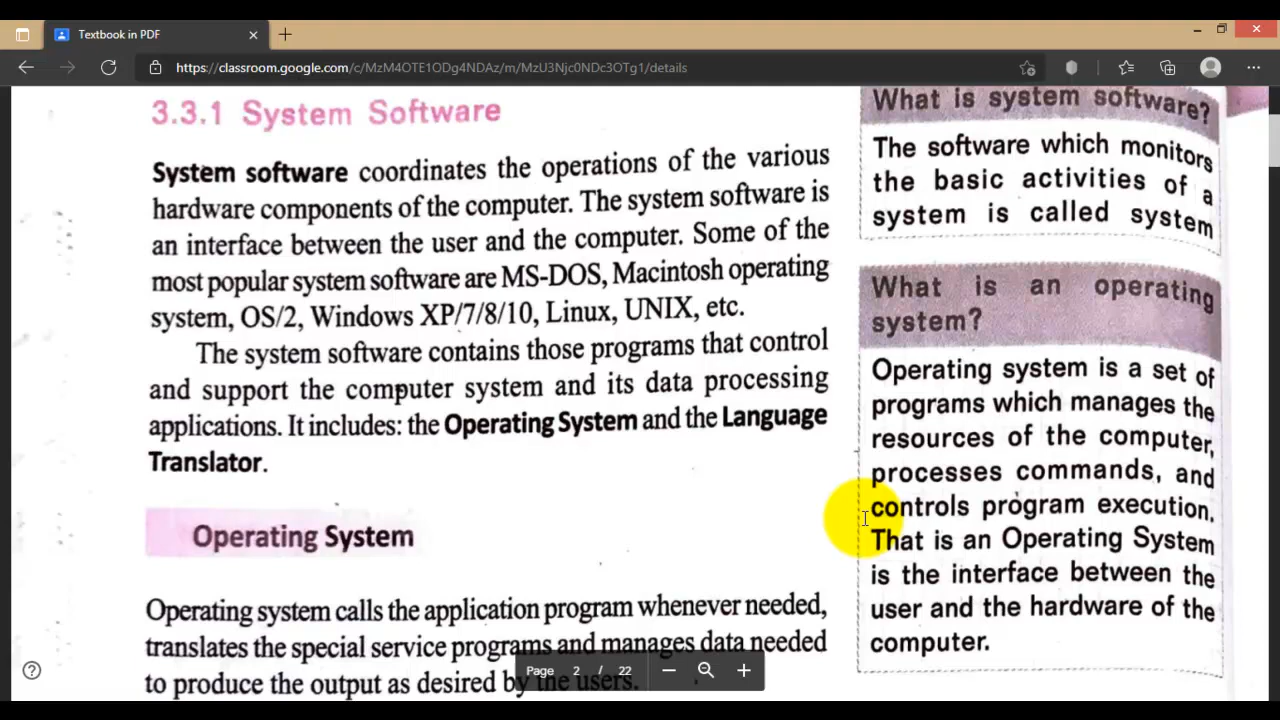 Textbook in PDF
https://classroom.google.com/c/MzM4OTE1ODg4NDAz/m/MzU3Njc0NDc3OTg1/details
3.3.1 System Software
System software coordinates the operations of the various
hardware components of the computer. The system software is
an interface between the user and the computer. Some of the
most popular system software are MS-DOS, Macintosh operating
system, OS/2, Windows XP/7/8/10, Linux, UNIX, etc.
The system software contains those programs that control
and support the computer system and its data processing
applications. It includes: the Operating System and the Language
Translator.
Operating System
Operating system calls the application program whenever needed,
translates the special service programs and manages data needed
to produce the output as desired by the users.
What is system software?
The software which monitors
the basic activities of a
system is called system
What is an operating
system?
Operating system is a set of
programs which manages the
resources of the computer,
processes commands, and
controls program execution.
That is an Operating System
is the interface between the
user and the hardware of the
computer.
Page 2 / 22